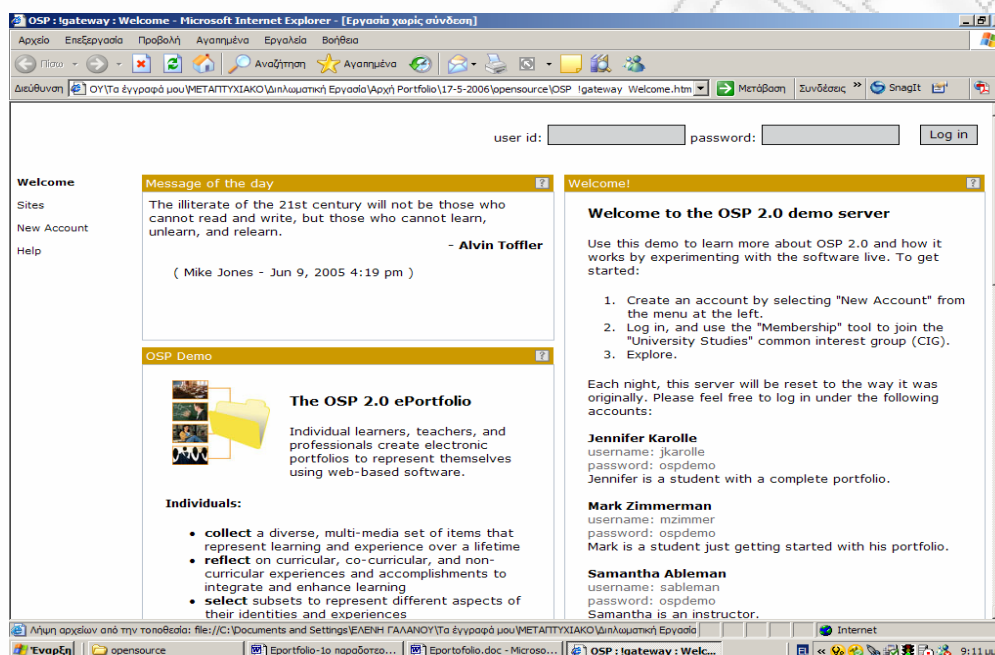 OSP : !gateway : Welcome - Microsoft Internet Explorer - [Εργασία χωρίς σύνδεση]
Αρχείο Επεξεργασία Προβολή Αγαπημένα Εργαλεία Βοήθεια
Πίσω Αναζήτηση Αγαπημένα
Διεύθυνση ΟΥ\Τα έγγραφά μου\ΜΕΤΑΠΤΥΧΙΑΚΟ\Διπλωματική Εργασία\Αρχή Portfolio\17-5-2006\opensource\OSP !gateway Welcome.htm Μετάβαση Συνδέσεις » SnagIt
user id: password: Log in
Welcome
Sites
New Account
Help
Message of the day ?
The illiterate of the 21st century will not be those who
cannot read and write, but those who cannot learn,
unlearn, and relearn.
- Alvin Toffler
( Mike Jones - Jun 9, 2005 4:19 pm )
OSP Demo ?
The OSP 2.0 ePortfolio
Individual learners, teachers, and
professionals create electronic
portfolios to represent themselves
using web-based software.
Individuals:
• collect a diverse, multi-media set of items that
represent learning and experience over a lifetime
• reflect on curricular, co-curricular, and non-
curricular experiences and accomplishments to
integrate and enhance learning
• select subsets to represent different aspects of
their identities and experiences
Welcome! ?
Welcome to the OSP 2.0 demo server
Use this demo to learn more about OSP 2.0 and how it
works by experimenting with the software live. To get
started:
1. Create an account by selecting "New Account" from
the menu at the left.
2. Log in, and use the "Membership" tool to join the
"University Studies" common interest group (CIG).
3. Explore.
Each night, this server will be reset to the way it was
originally. Please feel free to log in under the following
accounts:
Jennifer Karolle
username: jkarolle
password: ospdemo
Jennifer is a student with a complete portfolio.
Mark Zimmerman
username: mzimmer
password: ospdemo
Mark is a student just getting started with his portfolio.
Samantha Ableman
username: sableman
password: ospdemo
Samantha is an instructor.
Λήψη αρχείων από την τοποθεσία: file://C:\Documents and Settings\ΕΛΕΝΗ ΓΑΛΑΝΟΥ\Τα έγγραφά μου\ΜΕΤΑΠΤΥΧΙΑΚΟ\Διπλωματική Εργασία Internet
Έναρξη opensource Eportfolio-1ο παραδοτεο... Eportofolio.doc - Microso... OSP : !gateway : Welc... « 9:11 μμ